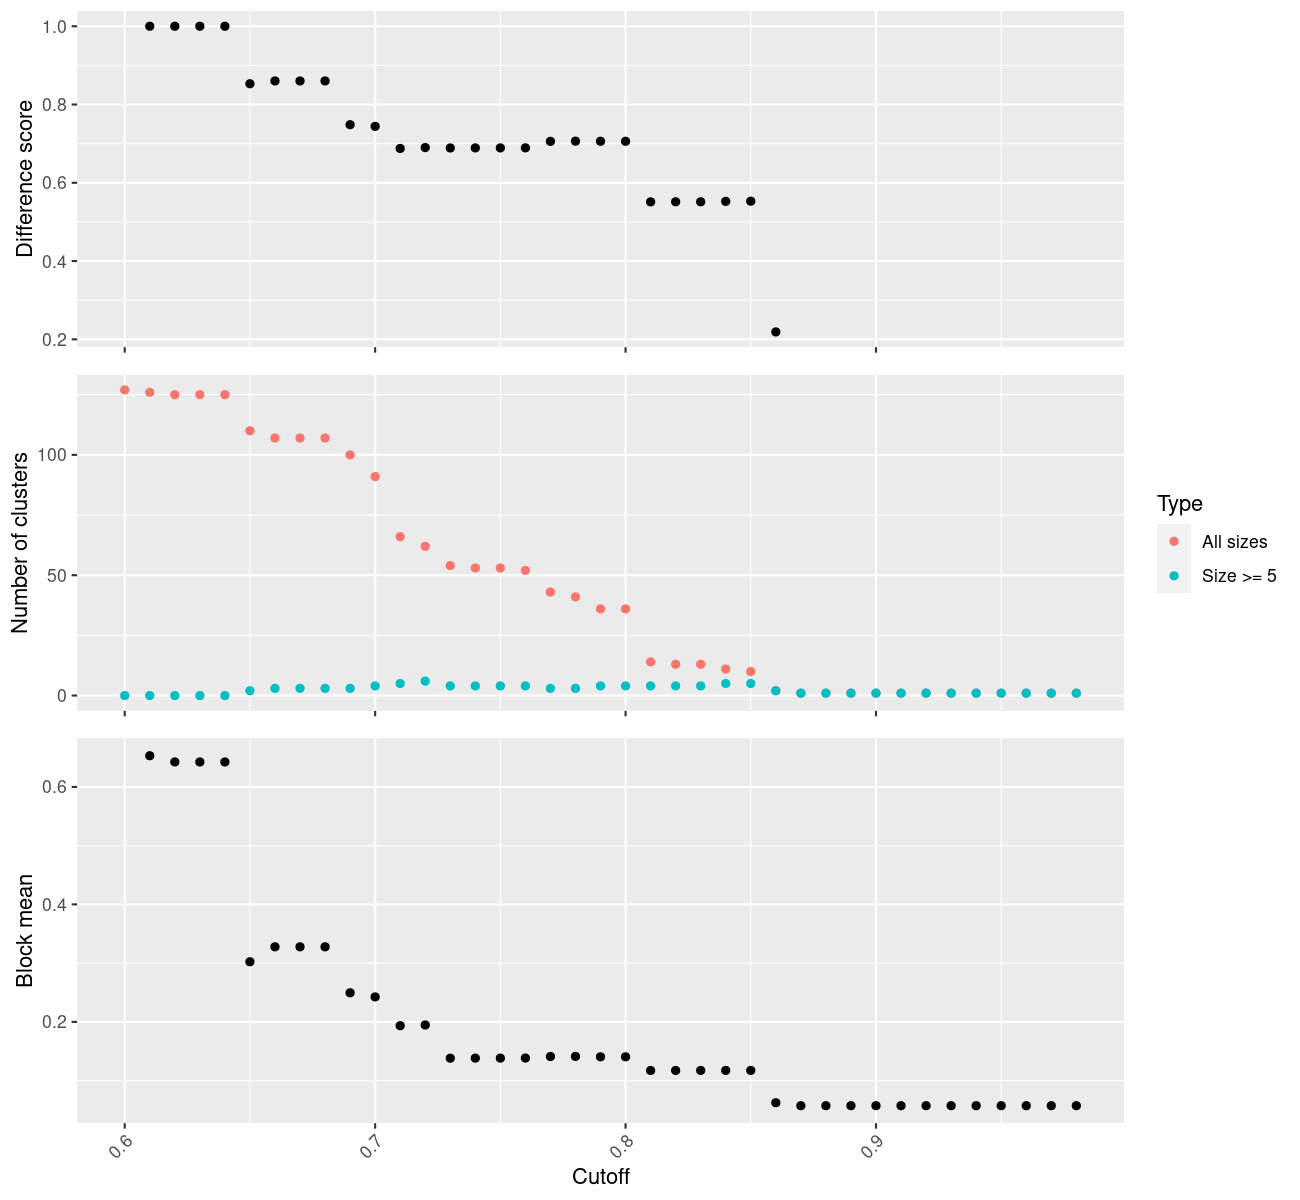 Difference score
1.0
0.8
0.6
0.4
0.2
Number of clusters
100
50
0
Type
All sizes
Size >= 5
Block mean
0.6
0.4
0.2
0.6
0.7
0.8
0.9
Cutoff